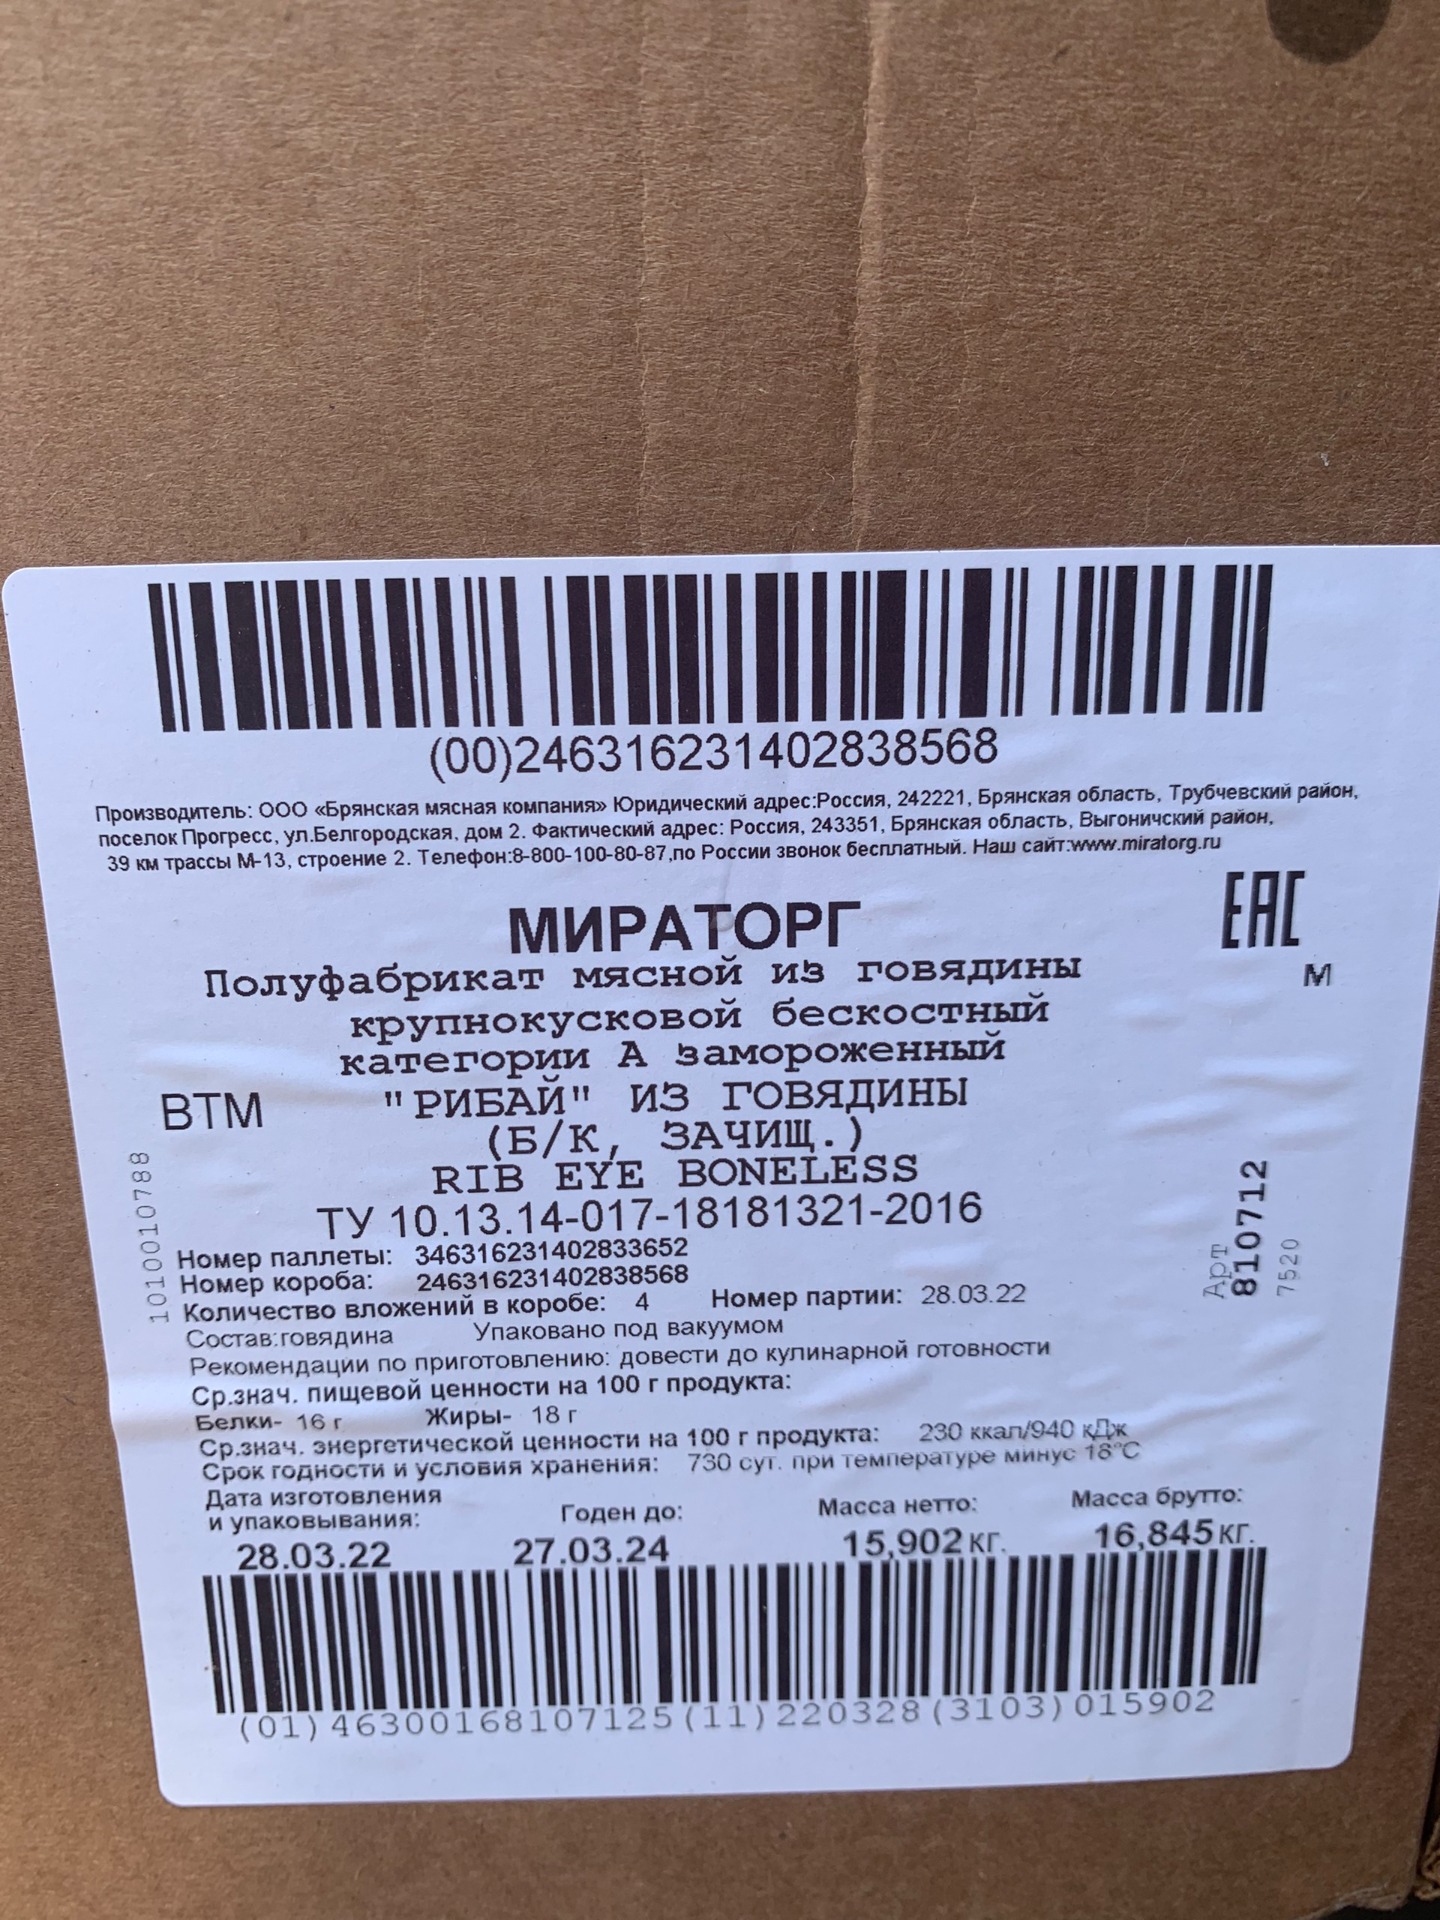 (00)246316231402838568
Производитель: ООО «Брянская мясная компания» Юридический адрес:Россия, 242221, Брянская область, Трубчевский район,
поселок Прогресс, ул.Белгородская, дом 2. Фактический адрес: Россия, 243351, Брянская область, Выгоничский район,
39 км трассы М-13, строение 2. Телефон:8-800-100-80-87,по России звонок бесплатный. Наш сайт:www.miratorg.ru
МИРАТОРГ
EAC
Полуфабрикат мясной из говядины
М
крупнокусковой бескостный
категории А замороженный
ВТМ
"РИБАЙ" ИЗ ГОВЯДИНЫ
(Б/К, ЗАЧИЩ.)
RIB EYE BONELESS
ТУ 10.13.14-017-18181321-2016
101001010788
Арт 810712
7520
Номер паллеты: 346316231402833652
Номер короба: 246316231402838568
Количество вложений в коробе: 4 Номер партии: 28.03.22
Состав:говядина Упаковано под вакуумом
Рекомендации по приготовлению: довести до кулинарной готовности
Ср.знач. пищевой ценности на 100 г продукта:
Белки- 16 г Жиры- 18 г
Ср.знач. энергетической ценности на 100 г продукта: 230 ккал/940 кДж
Срок годности и условия хранения: 730 сут. при температуре минус 18°С
Дата изготовления
и упаковывания: Годен до: Масса нетто: Масса брутто:
28.03.22 27.03.24 15,902 кг. 16,845 кг.
(01)46300168107125(11)220328(3103)015902